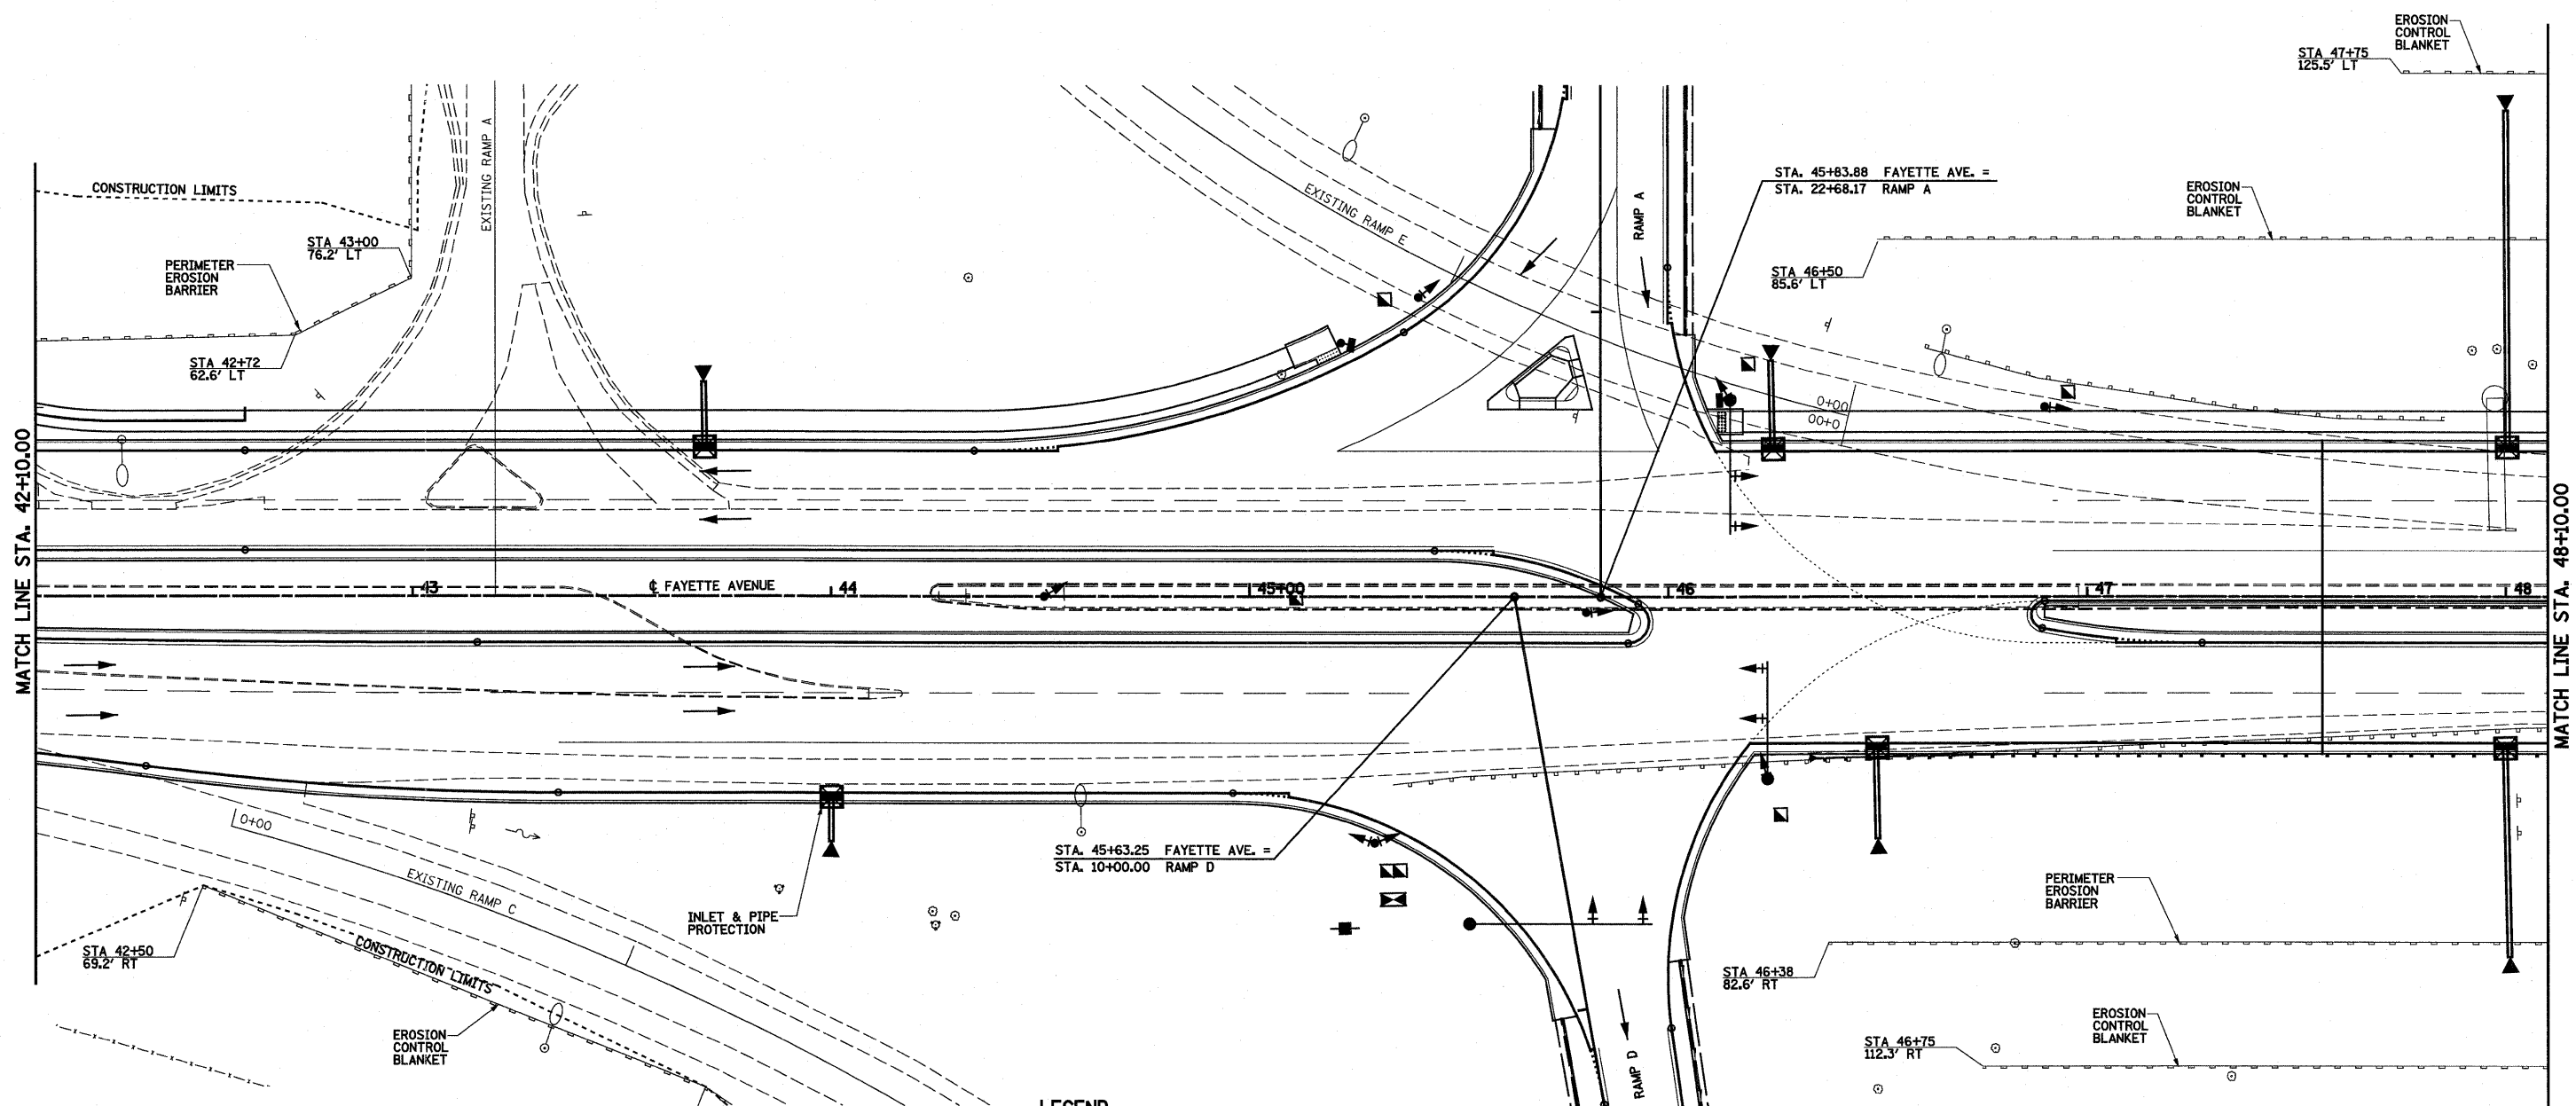 EROSION
CONTROL
BLANKET
STA 47+75
125.5' LT
CONSTRUCTION LIMITS
EXISTING RAMP A
EXISTING RAMP E
RAMP A
STA. 45+83.88 FAYETTE AVE. =
STA. 22+68.17 RAMP A
EROSION
CONTROL
BLANKET
STA 43+00
76.2' LT
PERIMETER
EROSION
BARRIER
STA 46+50
85.6' LT
STA 42+72
62.6' LT
0+00
00+0
MATCH LINE STA. 42+10.00
MATCH LINE STA. 48+10.00
43
℄ FAYETTE AVENUE
44
45+00
46
47
48
0+00
EXISTING RAMP C
STA. 45+63.25 FAYETTE AVE. =
STA. 10+00.00 RAMP D
INLET & PIPE
PROTECTION
PERIMETER
EROSION
BARRIER
STA 42+50
69.2' RT
CONSTRUCTION LIMITS
STA 46+38
82.6' RT
EROSION
CONTROL
BLANKET
EROSION
CONTROL
BLANKET
STA 46+75
112.3' RT
RAMP D
LEGEND